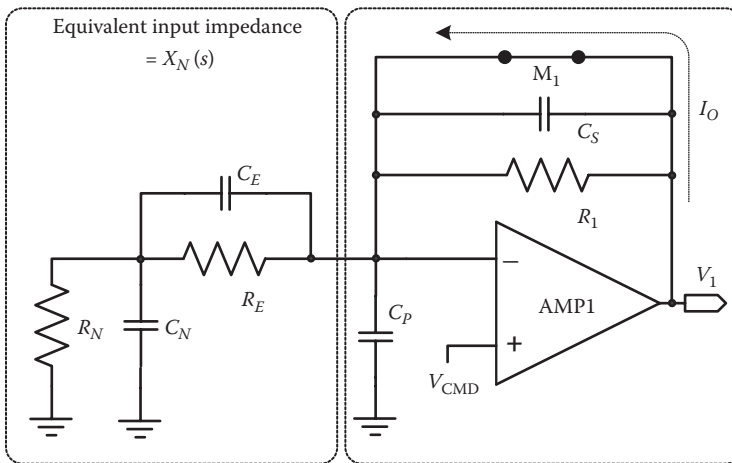 Equivalent input impedance
= X_N (s)
M_1
I_O
C_S
C_E
R_1
V_1
R_E
AMP1
R_N
C_N
C_P
−
+
V_CMD